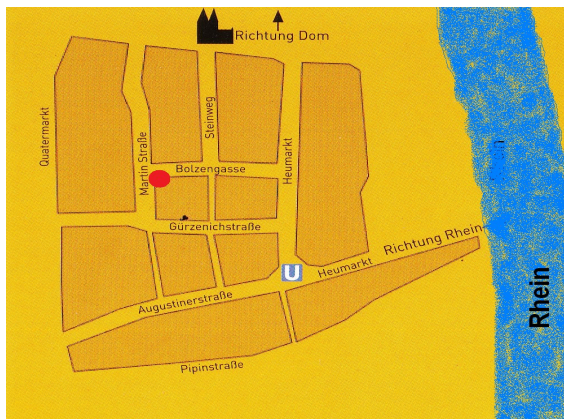 Richtung Dom
Quatermarkt
Martin Straße
Steinweg
Heumarkt
Bolzengasse
Gürzenichstraße
Richtung Rhein
Heumarkt
U
Augustinerstraße
Pipinstraße
Rhein